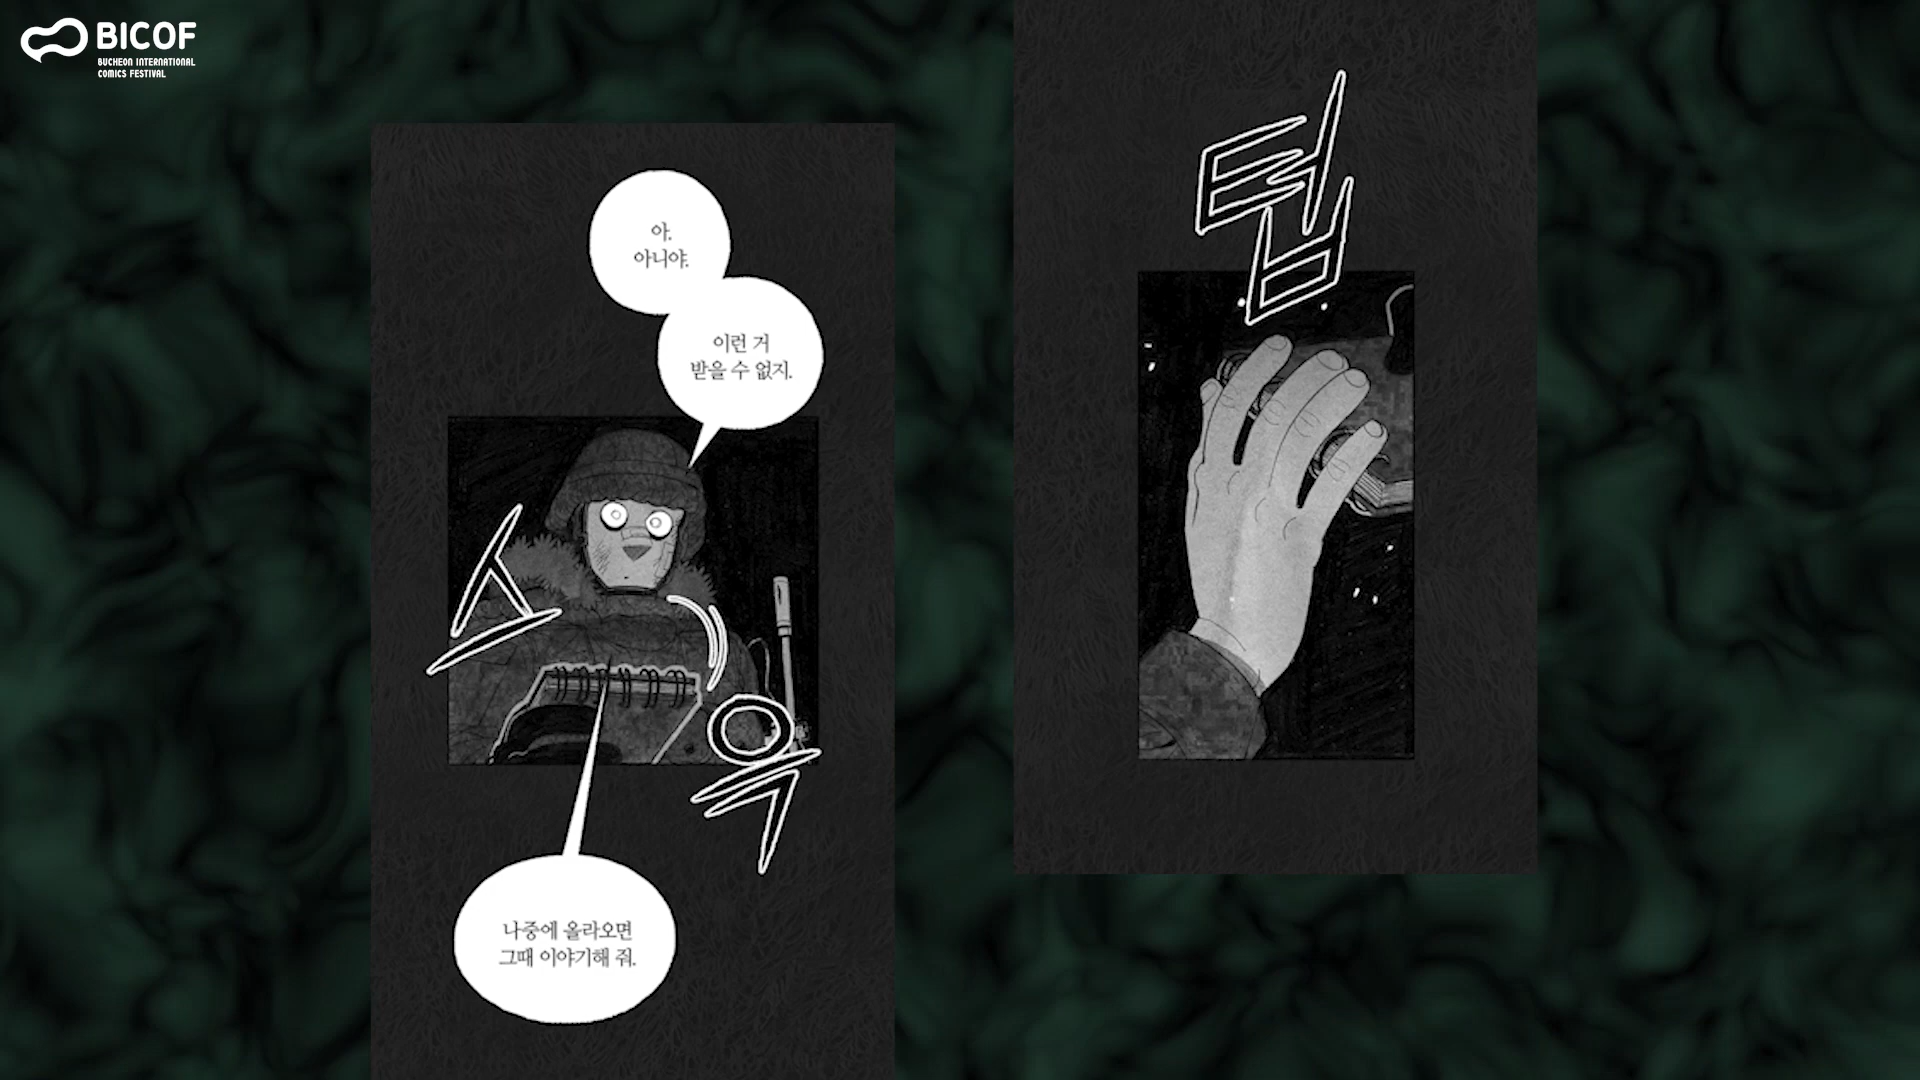 BICOF
BUCHEON INTERNATIONAL
COMICS FESTIVAL
아.
아니야.
이런 거
받을 수 없지.
스
윽
나중에 올라오면
그때 이야기해 줘.
텁